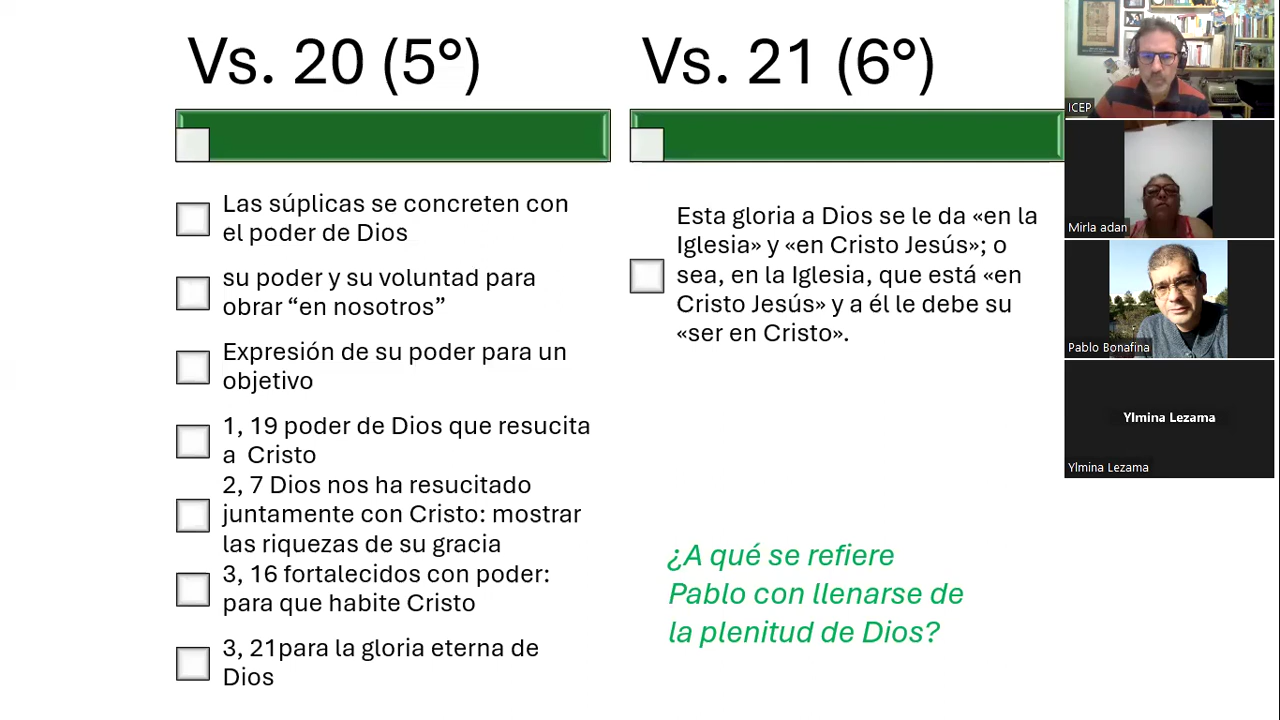 Vs. 20 (5°)
Las súplicas se concreten con
el poder de Dios
su poder y su voluntad para
obrar “en nosotros”
Expresión de su poder para un
objetivo
1, 19 poder de Dios que resucita
a  Cristo
2, 7 Dios nos ha resucitado
juntamente con Cristo: mostrar
las riquezas de su gracia
3, 16 fortalecidos con poder:
para que habite Cristo
3, 21para la gloria eterna de
Dios
Vs. 21 (6°)
Esta gloria a Dios se le da «en la
Iglesia» y «en Cristo Jesús»; o
sea, en la Iglesia, que está «en
Cristo Jesús» y a él le debe su
«ser en Cristo».
¿A qué se refiere
Pablo con llenarse de
la plenitud de Dios?
ICEP
Mirla adan
Pablo Bonafina
Ylmina Lezama
Ylmina Lezama